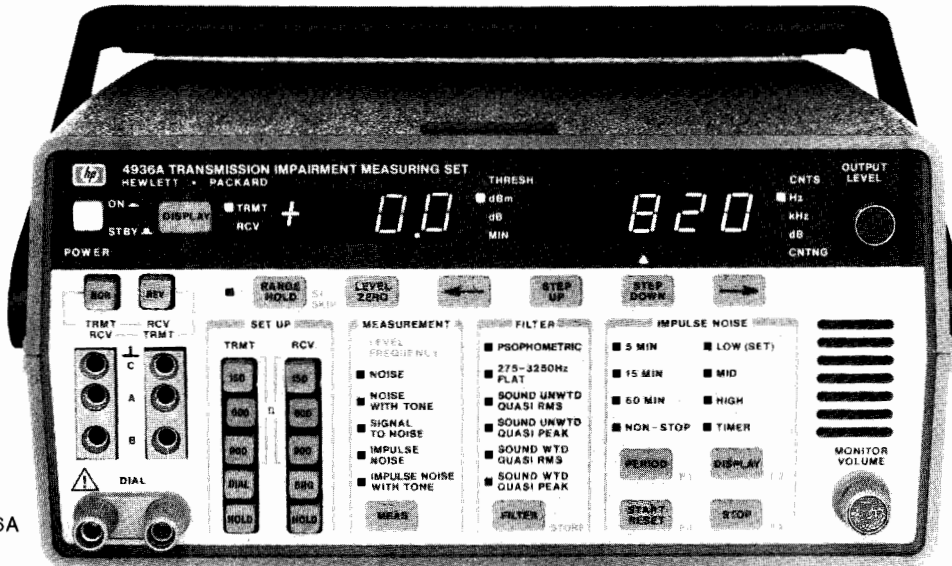 hp 4936A TRANSMISSION IMPAIRMENT MEASURING SET
HEWLETT • PACKARD
ON
STBY
POWER
DISPLAY
TRMT
RCV
+ 0.0
THRESH
dBm
dB
MIN
820
CNTS
Hz
kHz
dB
CNTNG
OUTPUT
LEVEL
NOR
REV
RANGE
HOLD
LEVEL
ZERO
←
STEP
UP
STEP
DOWN
→
TRMT RCV
RCV TRMT
C
A
B
DIAL
SET UP
TRMT RCV
150 150
600 600
900 900
Ω
DIAL BRG
HOLD HOLD
MEASUREMENT
LEVEL
FREQUENCY
NOISE
NOISE
WITH TONE
SIGNAL
TO NOISE
IMPULSE
NOISE
IMPULSE NOISE
WITH TONE
MEAS
FILTER
PSOPHOMETRIC
275-3250Hz
FLAT
SOUND UNWTD
QUASI RMS
SOUND UNWTD
QUASI PEAK
SOUND WTD
QUASI RMS
SOUND WTD
QUASI PEAK
FILTER
STORE
IMPULSE NOISE
5 MIN LOW (SET)
15 MIN MID
60 MIN HIGH
NON-STOP TIMER
PERIOD DISPLAY
START
RESET
STOP
MONITOR
VOLUME
6A